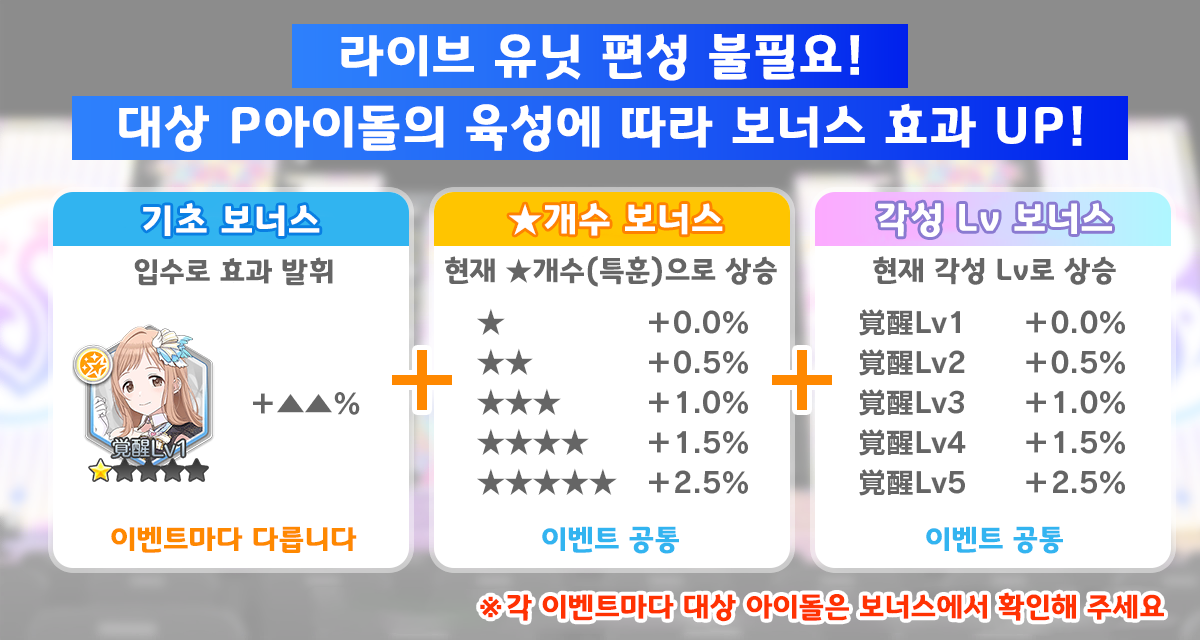 라이브 유닛 편성 불필요!
대상 P아이돌의 육성에 따라 보너스 효과 UP!
기초 보너스
입수로 효과 발휘
+▲▲%
覚醒Lv1
★★★★★
이벤트마다 다릅니다
+
★개수 보너스
현재 ★개수(특훈)으로 상승
★ +0.0%
★★ +0.5%
★★★ +1.0%
★★★★ +1.5%
★★★★★ +2.5%
이벤트 공통
+
각성 Lv 보너스
현재 각성 Lv로 상승
覚醒Lv1 +0.0%
覚醒Lv2 +0.5%
覚醒Lv3 +1.0%
覚醒Lv4 +1.5%
覚醒Lv5 +2.5%
이벤트 공통
※각 이벤트마다 대상 아이돌은 보너스에서 확인해 주세요